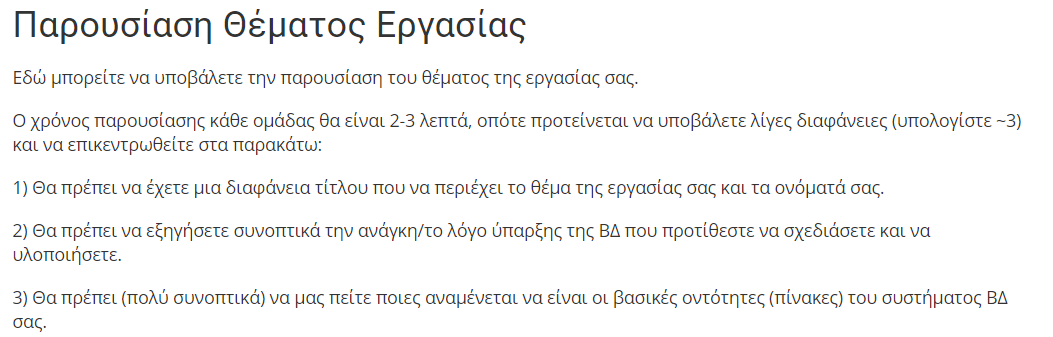 Παρουσίαση Θέματος Εργασίας
Εδώ μπορείτε να υποβάλετε την παρουσίαση του θέματος της εργασίας σας.
Ο χρόνος παρουσίασης κάθε ομάδας θα είναι 2-3 λεπτά, οπότε προτείνεται να υποβάλετε λίγες διαφάνειες (υπολογίστε ~3)
και να επικεντρωθείτε στα παρακάτω:
1) Θα πρέπει να έχετε μια διαφάνεια τίτλου που να περιέχει το θέμα της εργασίας σας και τα ονόματά σας.
2) Θα πρέπει να εξηγήσετε συνοπτικά την ανάγκη/το λόγο ύπαρξης της ΒΔ που προτίθεστε να σχεδιάσετε και να
υλοποιήσετε.
3) Θα πρέπει (πολύ συνοπτικά) να μας πείτε ποιες αναμένεται να είναι οι βασικές οντότητες (πίνακες) του συστήματος ΒΔ
σας.